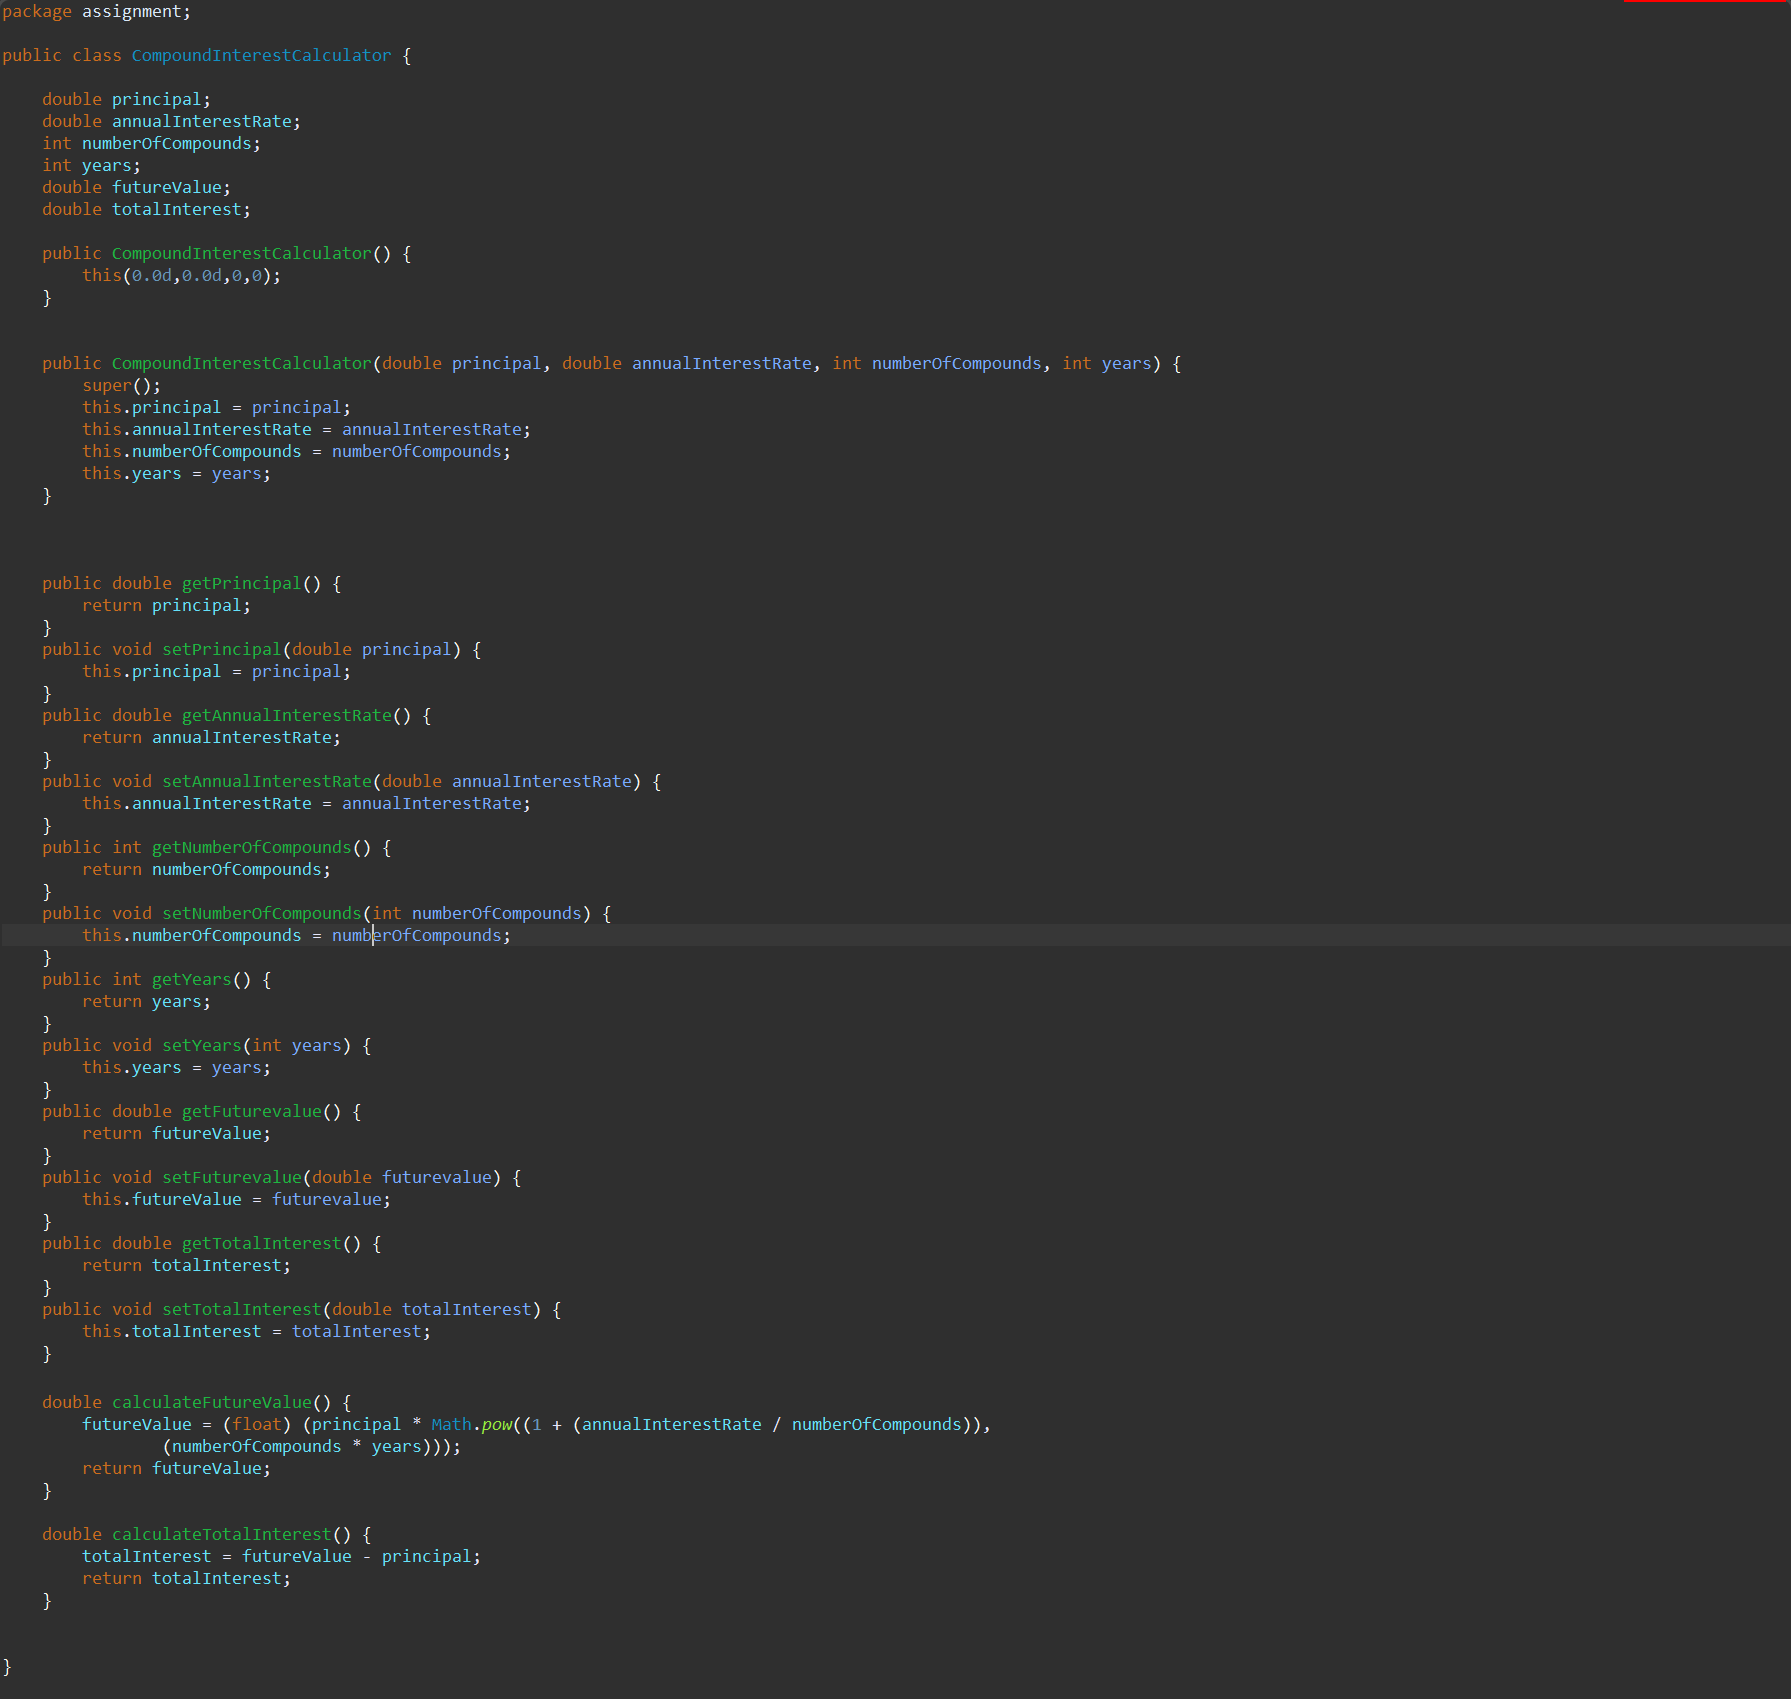 package assignment;
public class CompoundInterestCalculator {
double principal;
double annualInterestRate;
int numberOfCompounds;
int years;
double futureValue;
double totalInterest;
public CompoundInterestCalculator() {
this(0.0d,0.0d,0,0);
}
public CompoundInterestCalculator(double principal, double annualInterestRate, int numberOfCompounds, int years) {
super();
this.principal = principal;
this.annualInterestRate = annualInterestRate;
this.numberOfCompounds = numberOfCompounds;
this.years = years;
}
public double getPrincipal() {
return principal;
}
public void setPrincipal(double principal) {
this.principal = principal;
}
public double getAnnualInterestRate() {
return annualInterestRate;
}
public void setAnnualInterestRate(double annualInterestRate) {
this.annualInterestRate = annualInterestRate;
}
public int getNumberOfCompounds() {
return numberOfCompounds;
}
public void setNumberOfCompounds(int numberOfCompounds) {
this.numberOfCompounds = numberOfCompounds;
}
public int getYears() {
return years;
}
public void setYears(int years) {
this.years = years;
}
public double getFuturevalue() {
return futureValue;
}
public void setFuturevalue(double futurevalue) {
this.futureValue = futurevalue;
}
public double getTotalInterest() {
return totalInterest;
}
public void setTotalInterest(double totalInterest) {
this.totalInterest = totalInterest;
}
double calculateFutureValue() {
futureValue = (float) (principal * Math.pow((1 + (annualInterestRate / numberOfCompounds)),
(numberOfCompounds * years)));
return futureValue;
}
double calculateTotalInterest() {
totalInterest = futureValue - principal;
return totalInterest;
}
}